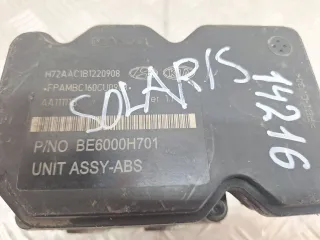 H72AAC1B1220908
SOLARIS
14216
P/NO BE6000H701
UNIT ASSY-ABS